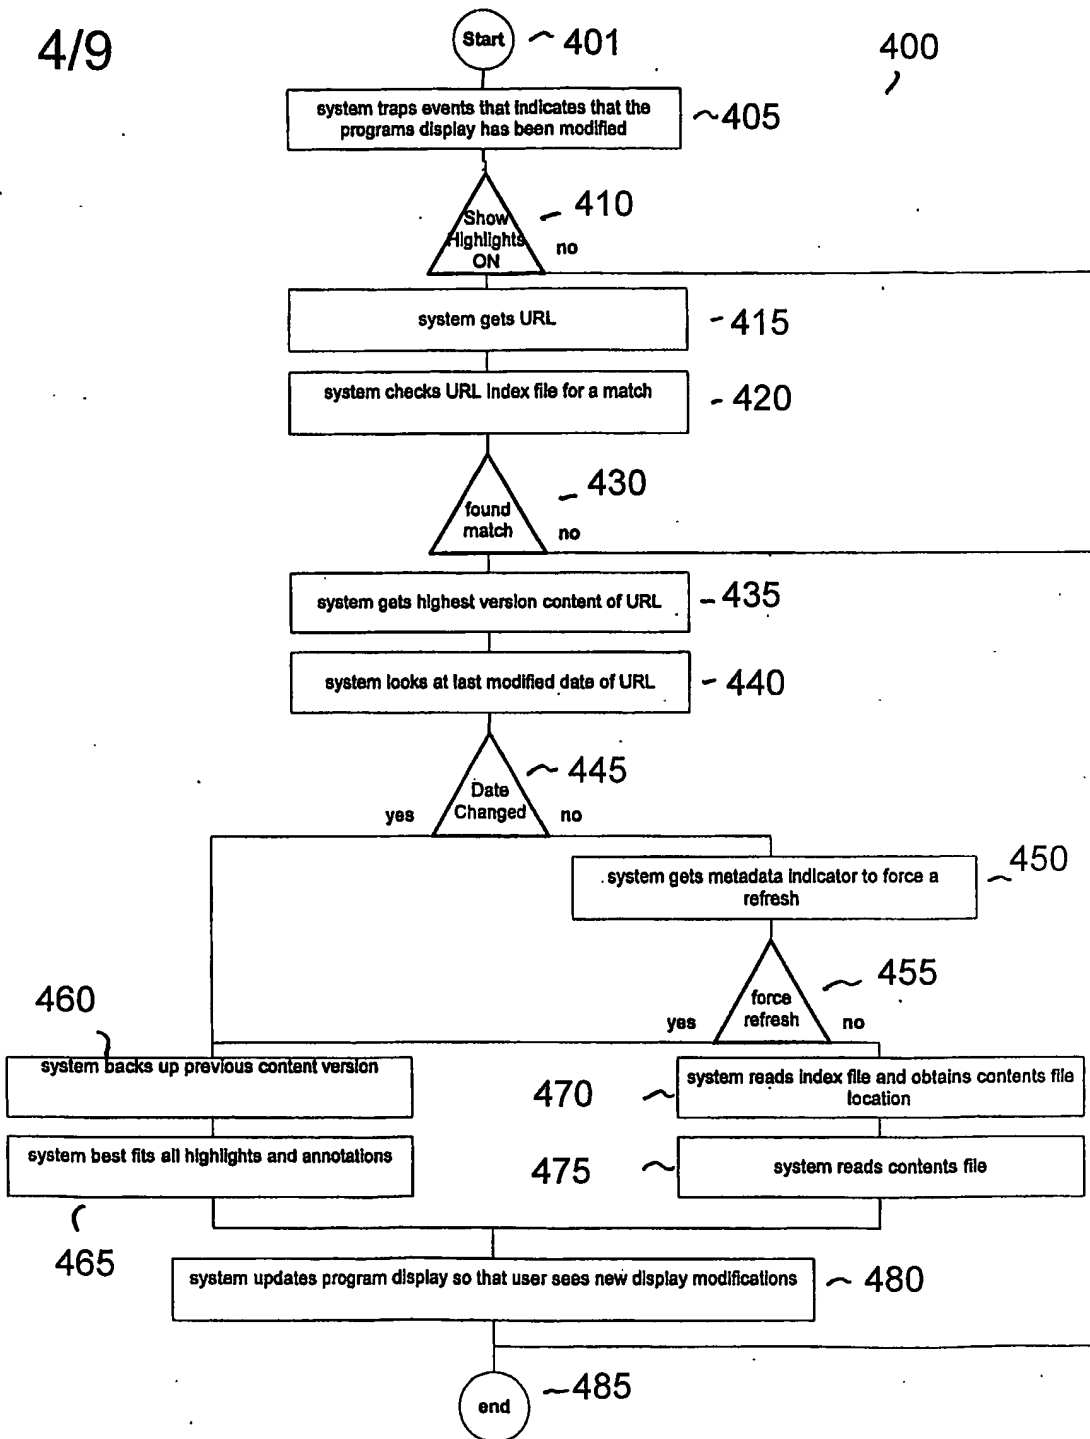 4/9
Start
401
400
system traps events that indicates that the
programs display has been modified
405
Show
Highlights
ON
410
no
system gets URL
415
system checks URL index file for a match
420
found
match
430
no
system gets highest version content of URL
435
system looks at last modified date of URL
440
Date
Changed
445
yes
no
system gets metadata indicator to force a
refresh
450
force
refresh
455
yes
no
460
system backs up previous content version
470
system reads index file and obtains contents file
location
system best fits all highlights and annotations
475
system reads contents file
465
system updates program display so that user sees new display modifications
480
end
485